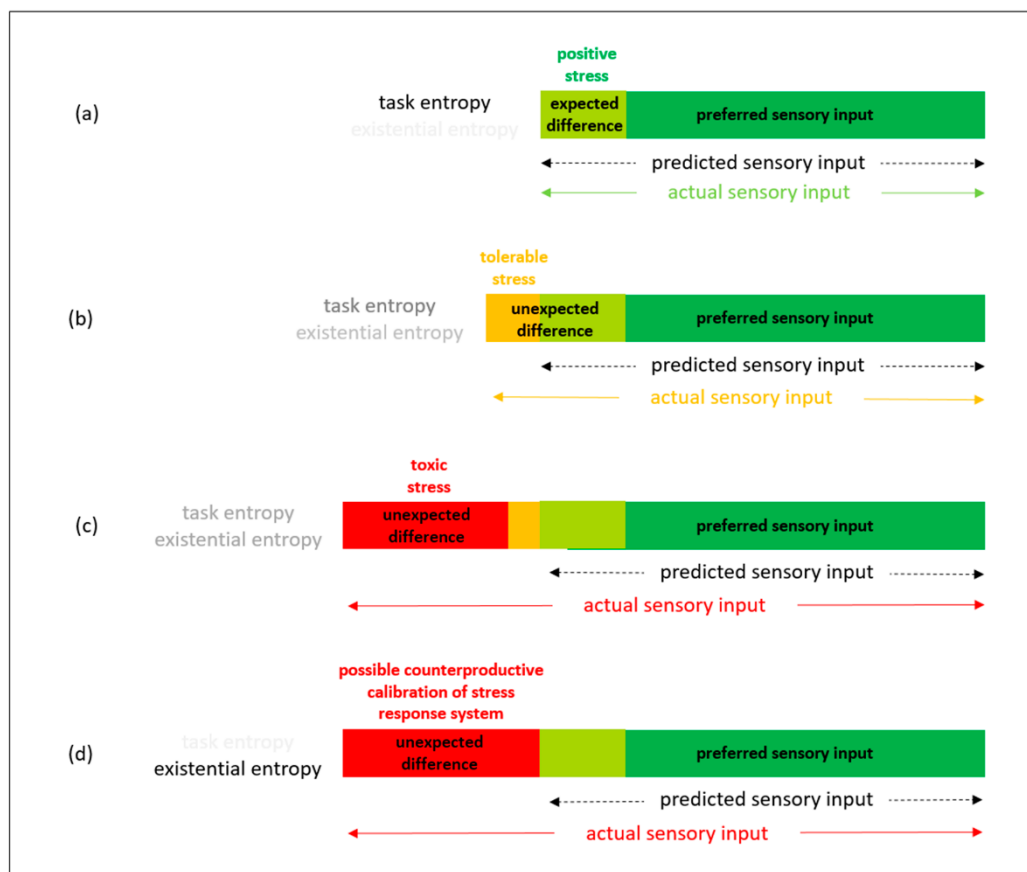 positive
stress
(a)
task entropy
existential entropy
expected
difference
preferred sensory input
predicted sensory input
actual sensory input
tolerable
stress
(b)
task entropy
existential entropy
unexpected
difference
preferred sensory input
predicted sensory input
actual sensory input
toxic
stress
(c)
task entropy
existential entropy
unexpected
difference
preferred sensory input
predicted sensory input
actual sensory input
possible counterproductive
calibration of stress
response system
(d)
task entropy
existential entropy
unexpected
difference
preferred sensory input
predicted sensory input
actual sensory input